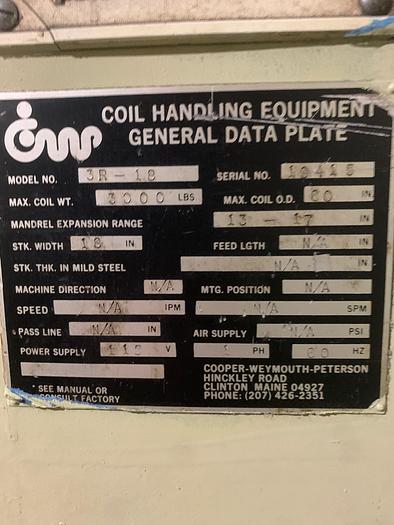 CWP COIL HANDLING EQUIPMENT
GENERAL DATA PLATE
MODEL NO. 3R-18 SERIAL NO. 19415
MAX. COIL WT. 3000 LBS MAX. COIL O.D. 60 IN.
MANDREL EXPANSION RANGE 13 - 17 IN
STK. WIDTH 18 IN FEED LGTH N/A IN
STK. THK. IN MILD STEEL N/A IN
MACHINE DIRECTION N/A MTG. POSITION N/A
SPEED N/A IPM N/A SPM
PASS LINE N/A IN AIR SUPPLY N/A PSI
POWER SUPPLY 115 V 1 PH 60 HZ
COOPER-WEYMOUTH-PETERSON
HINCKLEY ROAD
CLINTON MAINE 04927
PHONE: (207) 426-2351
* SEE MANUAL OR
CONSULT FACTORY